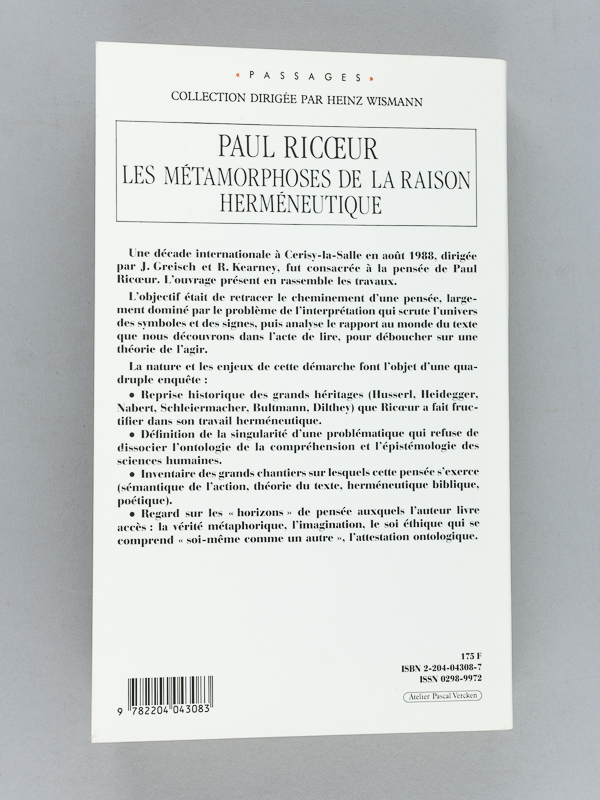 « PASSAGES »
COLLECTION DIRIGÉE PAR HEINZ WISMANN
PAUL RICŒUR
LES MÉTAMORPHOSES DE LA RAISON
HERMÉNEUTIQUE
Une décade internationale à Cerisy-la-Salle en août 1988, dirigée
par J. Greisch et R. Kearney, fut consacrée à la pensée de Paul
Ricœur. L'ouvrage présent en rassemble les travaux.
L'objectif était de retracer le cheminement d'une pensée, large-
ment dominé par le problème de l'interprétation qui scrute l'univers
des symboles et des signes, puis analyse le rapport au monde du texte
que nous découvrons dans l'acte de lire, pour déboucher sur une
théorie de l'agir.
La nature et les enjeux de cette démarche font l'objet d'une qua-
druple enquête :
● Reprise historique des grands héritages (Husserl, Heidegger,
Nabert, Schleiermacher, Bultmann, Dilthey) que Ricœur a fait fruc-
tifier dans son travail herméneutique.
● Définition de la singularité d'une problématique qui refuse de
dissocier l'ontologie de la compréhension et l'épistémologie des
sciences humaines.
● Inventaire des grands chantiers sur lesquels cette pensée s'exerce
(sémantique de l'action, théorie du texte, herméneutique biblique,
poétique).
● Regard sur les « horizons » de pensée auxquels l'auteur livre
accès : la vérité métaphorique, l'imagination, le soi éthique qui se
comprend « soi-même comme un autre », l'attestation ontologique.
175 F
ISBN 2-204-04308-7
ISSN 0298-9972
Atelier Pascal Vercken
9 782204 043083